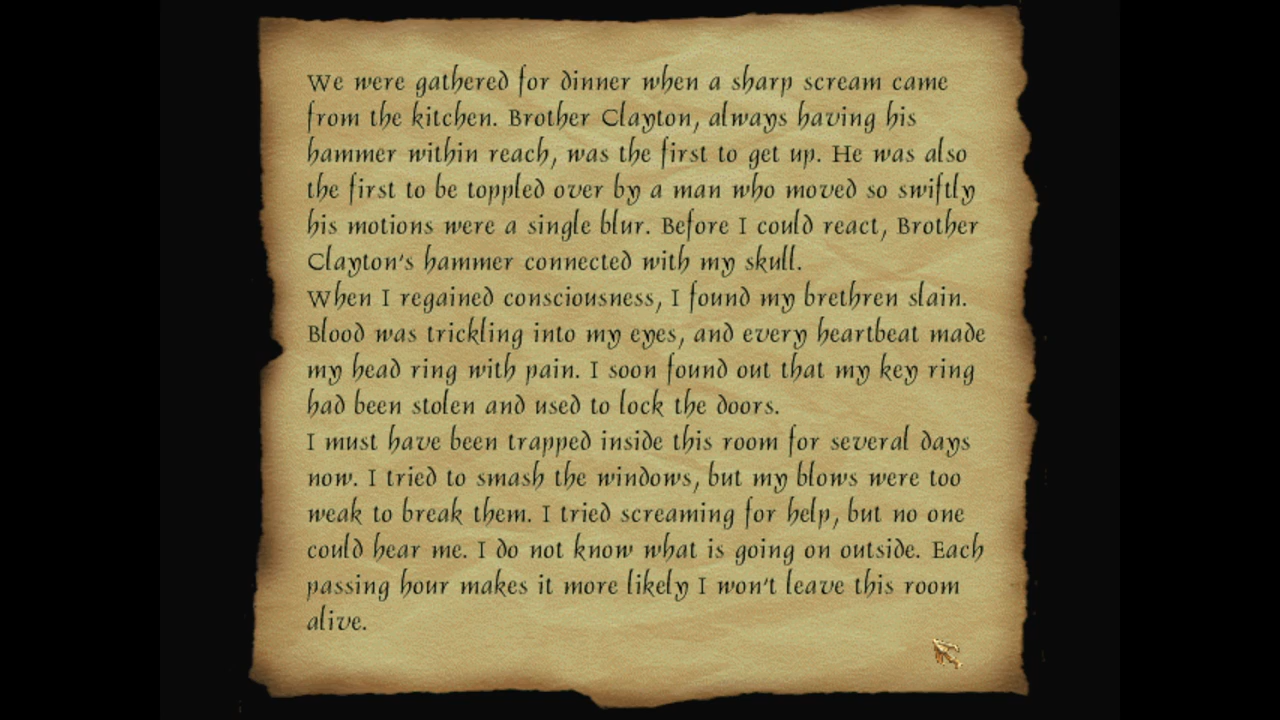 We were gathered for dinner when a sharp scream came
from the kitchen. Brother Clayton, always having his
hammer within reach, was the first to get up. He was also
the first to be toppled over by a man who moved so swiftly
his motions were a single blur. Before I could react, Brother
Clayton's hammer connected with my skull.
When I regained consciousness, I found my brethren slain.
Blood was trickling into my eyes, and every heartbeat made
my head ring with pain. I soon found out that my key ring
had been stolen and used to lock the doors.
I must have been trapped inside this room for several days
now. I tried to smash the windows, but my blows were too
weak to break them. I tried screaming for help, but no one
could hear me. I do not know what is going on outside. Each
passing hour makes it more likely I won't leave this room
alive.